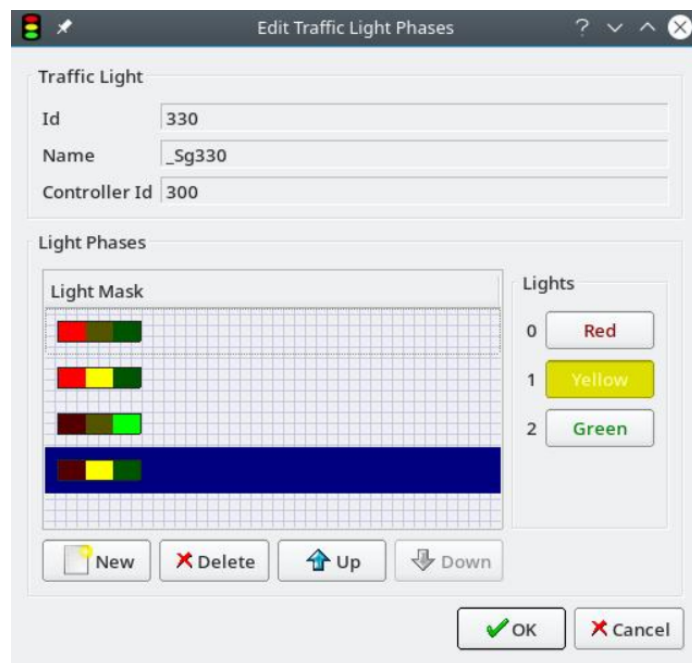 Edit Traffic Light Phases
Traffic Light
Id 330
Name _Sg330
Controller Id 300
Light Phases
Light Mask
Lights
0 Red
1 Yellow
2 Green
New Delete Up Down
OK Cancel